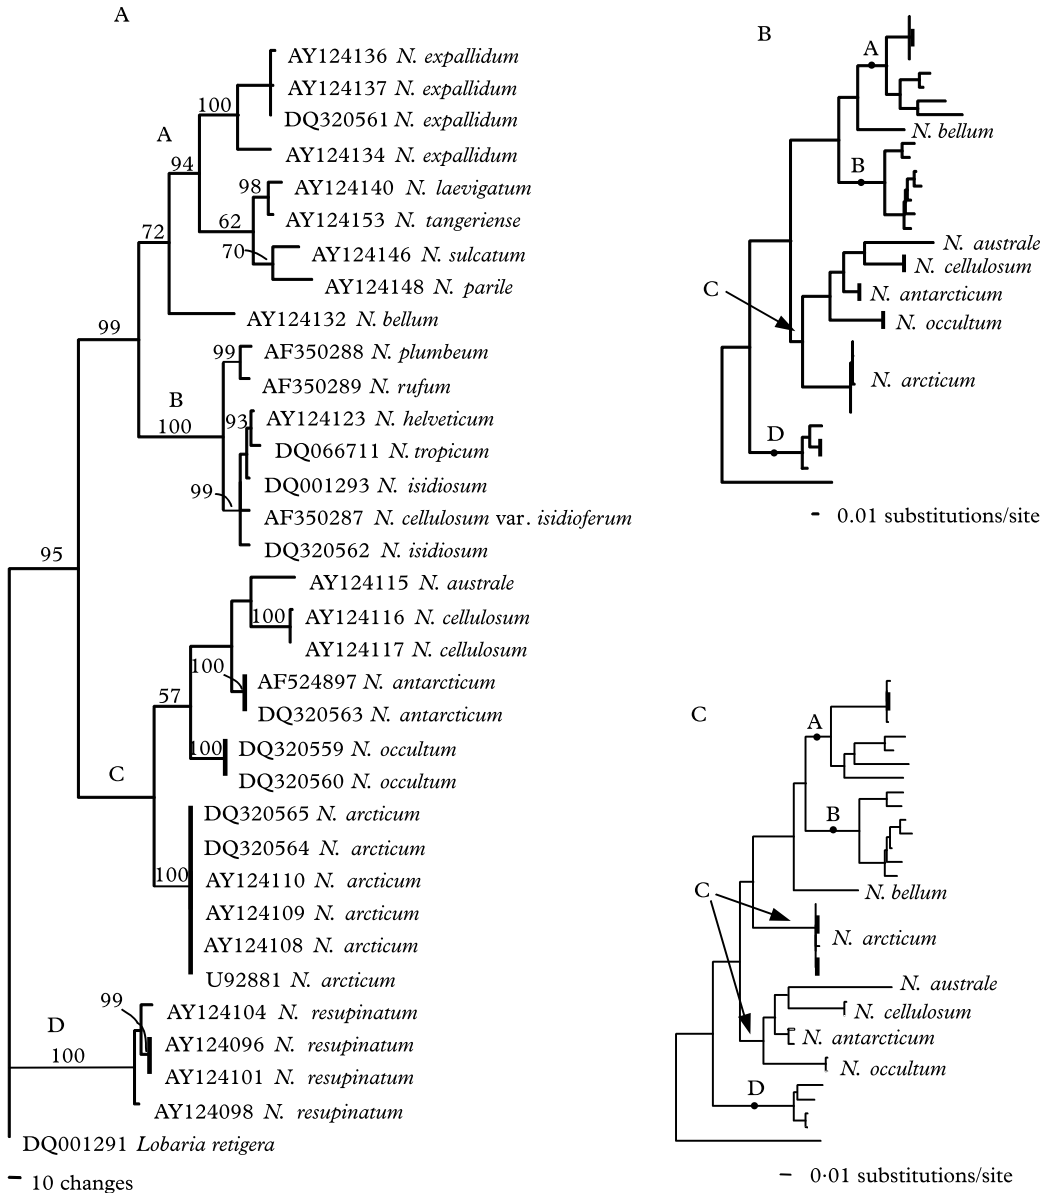 A
AY124136 N. expallidum
100
AY124137 N. expallidum
DQ320561 N. expallidum
A
94
AY124134 N. expallidum
98
AY124140 N. laevigatum
62
AY124153 N. tangeriense
72
70
AY124146 N. sulcatum
AY124148 N. parile
99
AY124132 N. bellum
99
AF350288 N. plumbeum
AF350289 N. rufum
B
100
93
AY124123 N. helveticum
DQ066711 N. tropicum
DQ001293 N. isidiosum
99
AF350287 N. cellulosum var. isidioferum
DQ320562 N. isidiosum
95
AY124115 N. australe
100
AY124116 N. cellulosum
AY124117 N. cellulosum
100
AF524897 N. antarcticum
57
DQ320563 N. antarcticum
100
DQ320559 N. occultum
C
DQ320560 N. occultum
DQ320565 N. arcticum
DQ320564 N. arcticum
100
AY124110 N. arcticum
AY124109 N. arcticum
AY124108 N. arcticum
U92881 N. arcticum
99
AY124104 N. resupinatum
D
100
AY124096 N. resupinatum
AY124101 N. resupinatum
AY124098 N. resupinatum
DQ001291 Lobaria retigera
10 changes
B
A
N. bellum
B
N. australe
N. cellulosum
C
N. antarcticum
N. occultum
N. arcticum
D
0.01 substitutions/site
C
A
B
N. bellum
C
N. arcticum
N. australe
N. cellulosum
N. antarcticum
N. occultum
D
0·01 substitutions/site